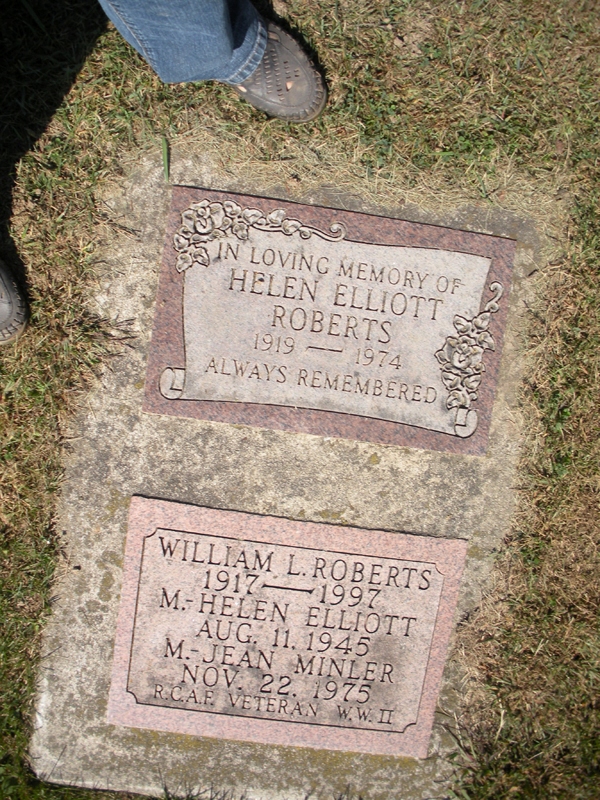 IN LOVING MEMORY OF
HELEN ELLIOTT
ROBERTS
1919 — 1974
ALWAYS REMEMBERED
WILLIAM L. ROBERTS
1917 — 1997
M.-HELEN ELLIOTT
AUG. 11, 1945
M.-JEAN MINLER
NOV. 22, 1975
R.C.A.F. VETERAN W.W. II